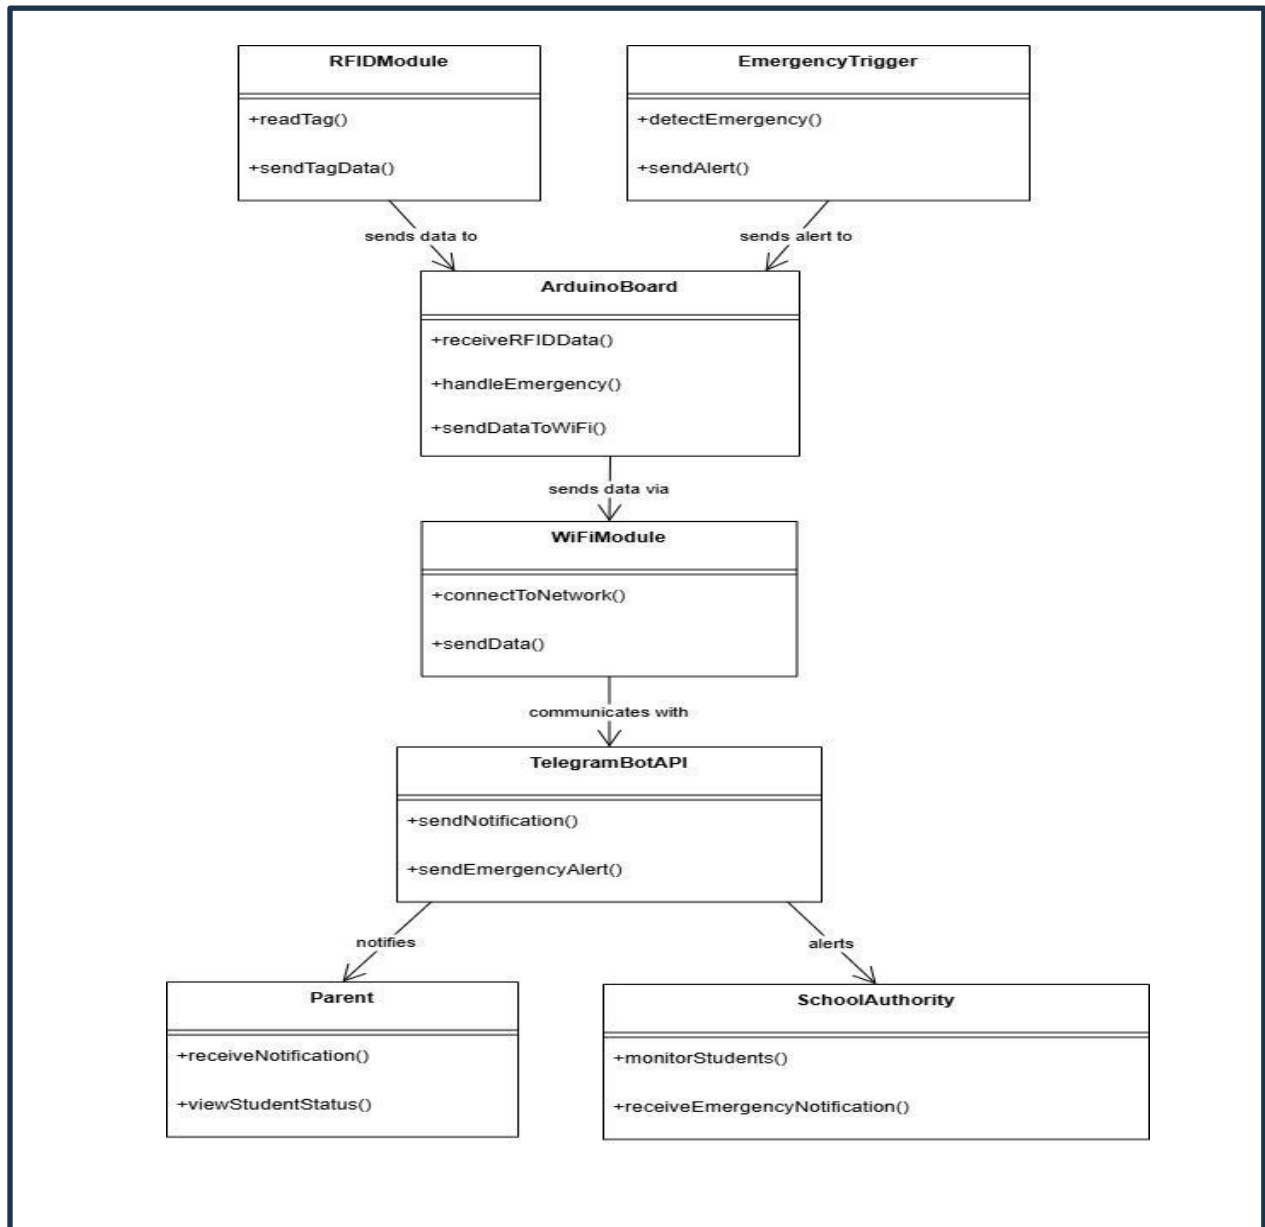 RFIDModule
+readTag()
+sendTagData()
EmergencyTrigger
+detectEmergency()
+sendAlert()
sends data to
sends alert to
ArduinoBoard
+receiveRFIDData()
+handleEmergency()
+sendDataToWiFi()
sends data via
WiFiModule
+connectToNetwork()
+sendData()
communicates with
TelegramBotAPI
+sendNotification()
+sendEmergencyAlert()
notifies
alerts
Parent
+receiveNotification()
+viewStudentStatus()
SchoolAuthority
+monitorStudents()
+receiveEmergencyNotification()